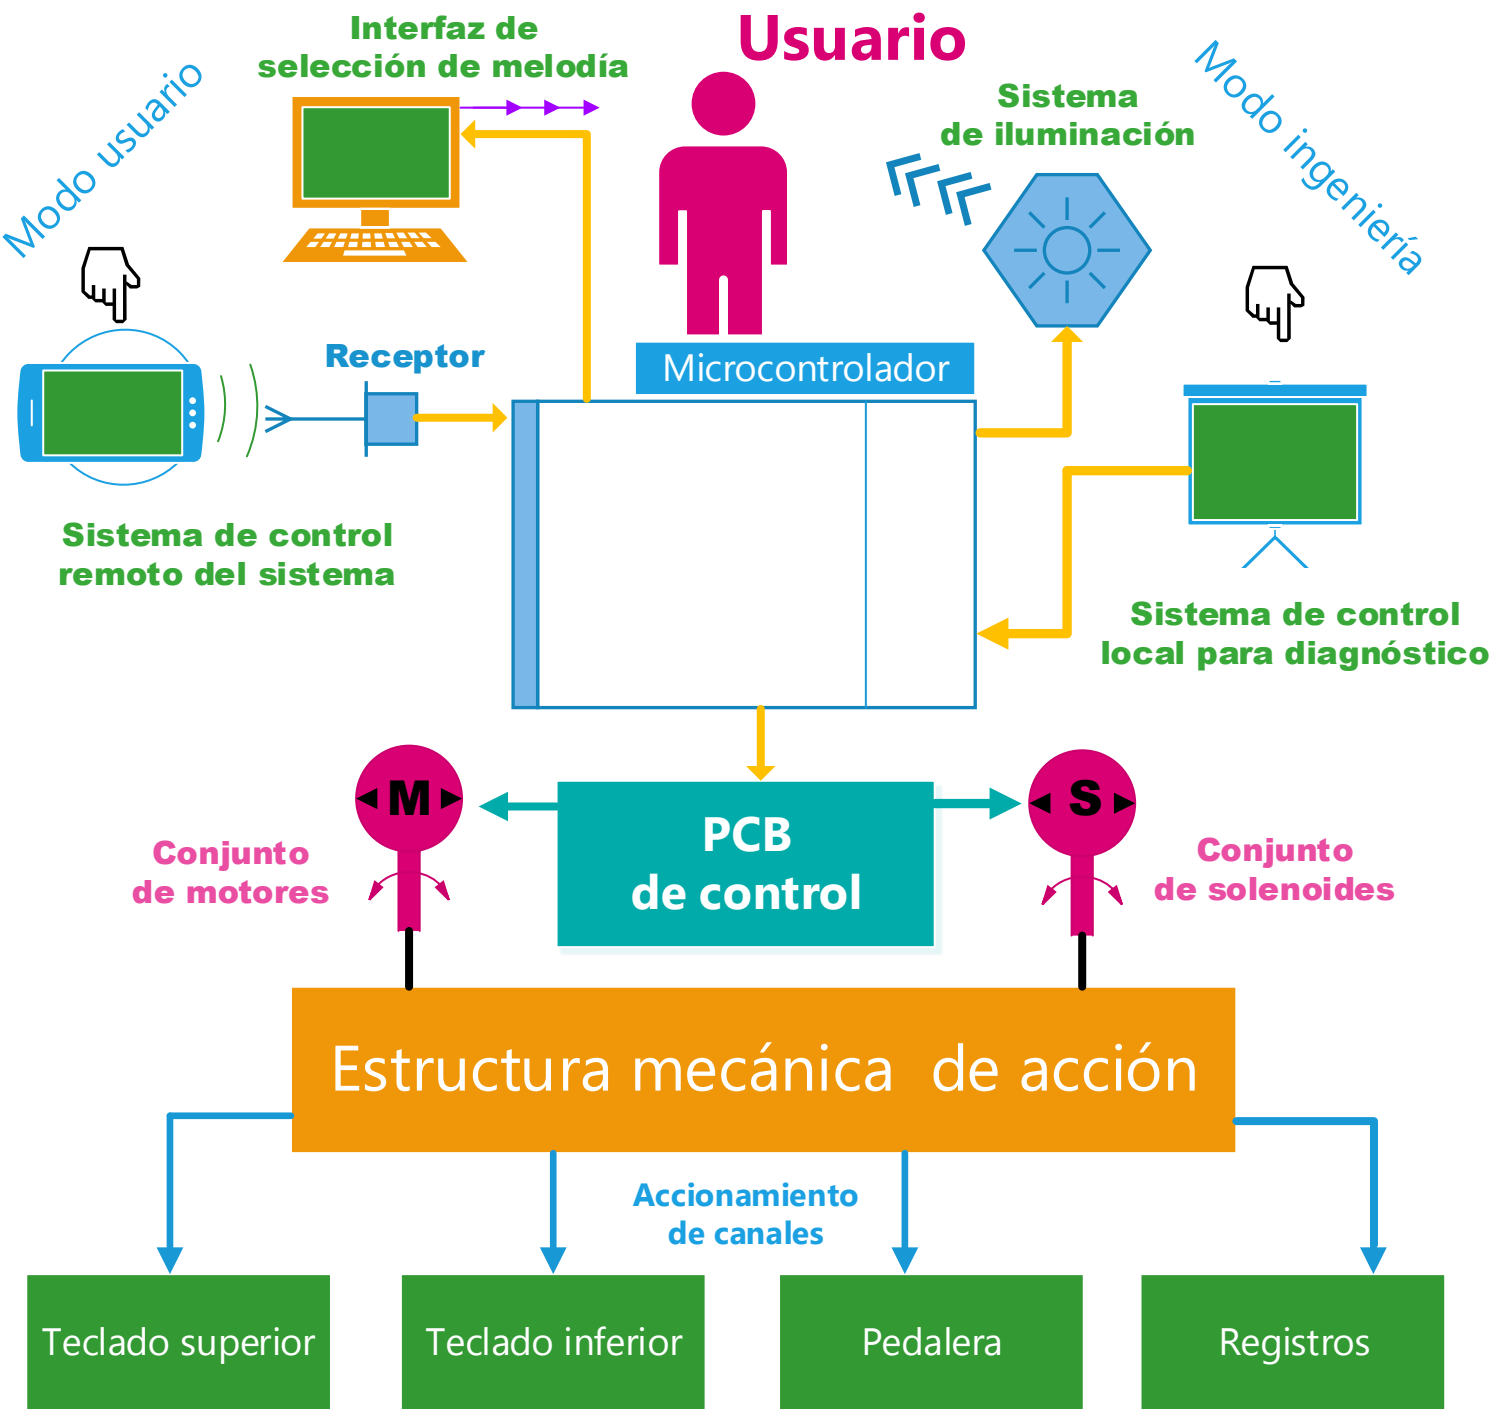 Usuario
Interfaz de
selección de melodía
Modo usuario
Sistema
de iluminación
Modo ingeniería
Receptor
Microcontrolador
Sistema de control
remoto del sistema
Sistema de control
local para diagnóstico
M
S
PCB
de control
Conjunto
de motores
Conjunto
de solenoides
Estructura mecánica de acción
Accionamiento
de canales
Teclado superior
Teclado inferior
Pedalera
Registros